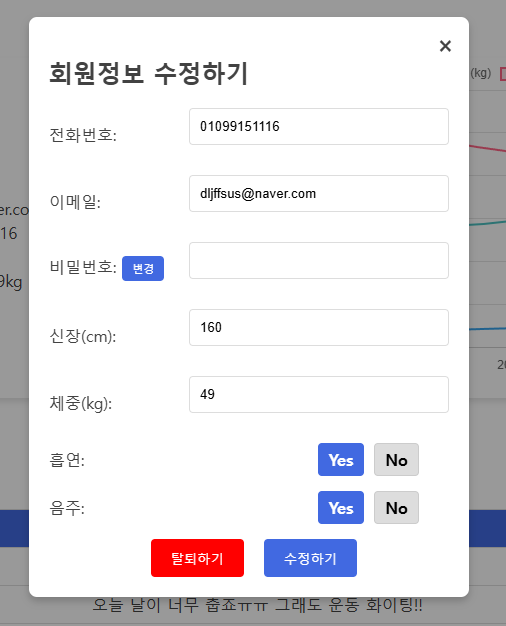 ×
회원정보 수정하기
(kg)
전화번호: 01099151116
이메일: dljffsus@naver.com
er.co
16
비밀번호: 변경
9kg
신장(cm): 160
체중(kg): 49
흡연: Yes No
음주: Yes No
탈퇴하기 수정하기
오늘 날이 너무 춥죠ㅠㅠ 그래도 운동 화이팅!!